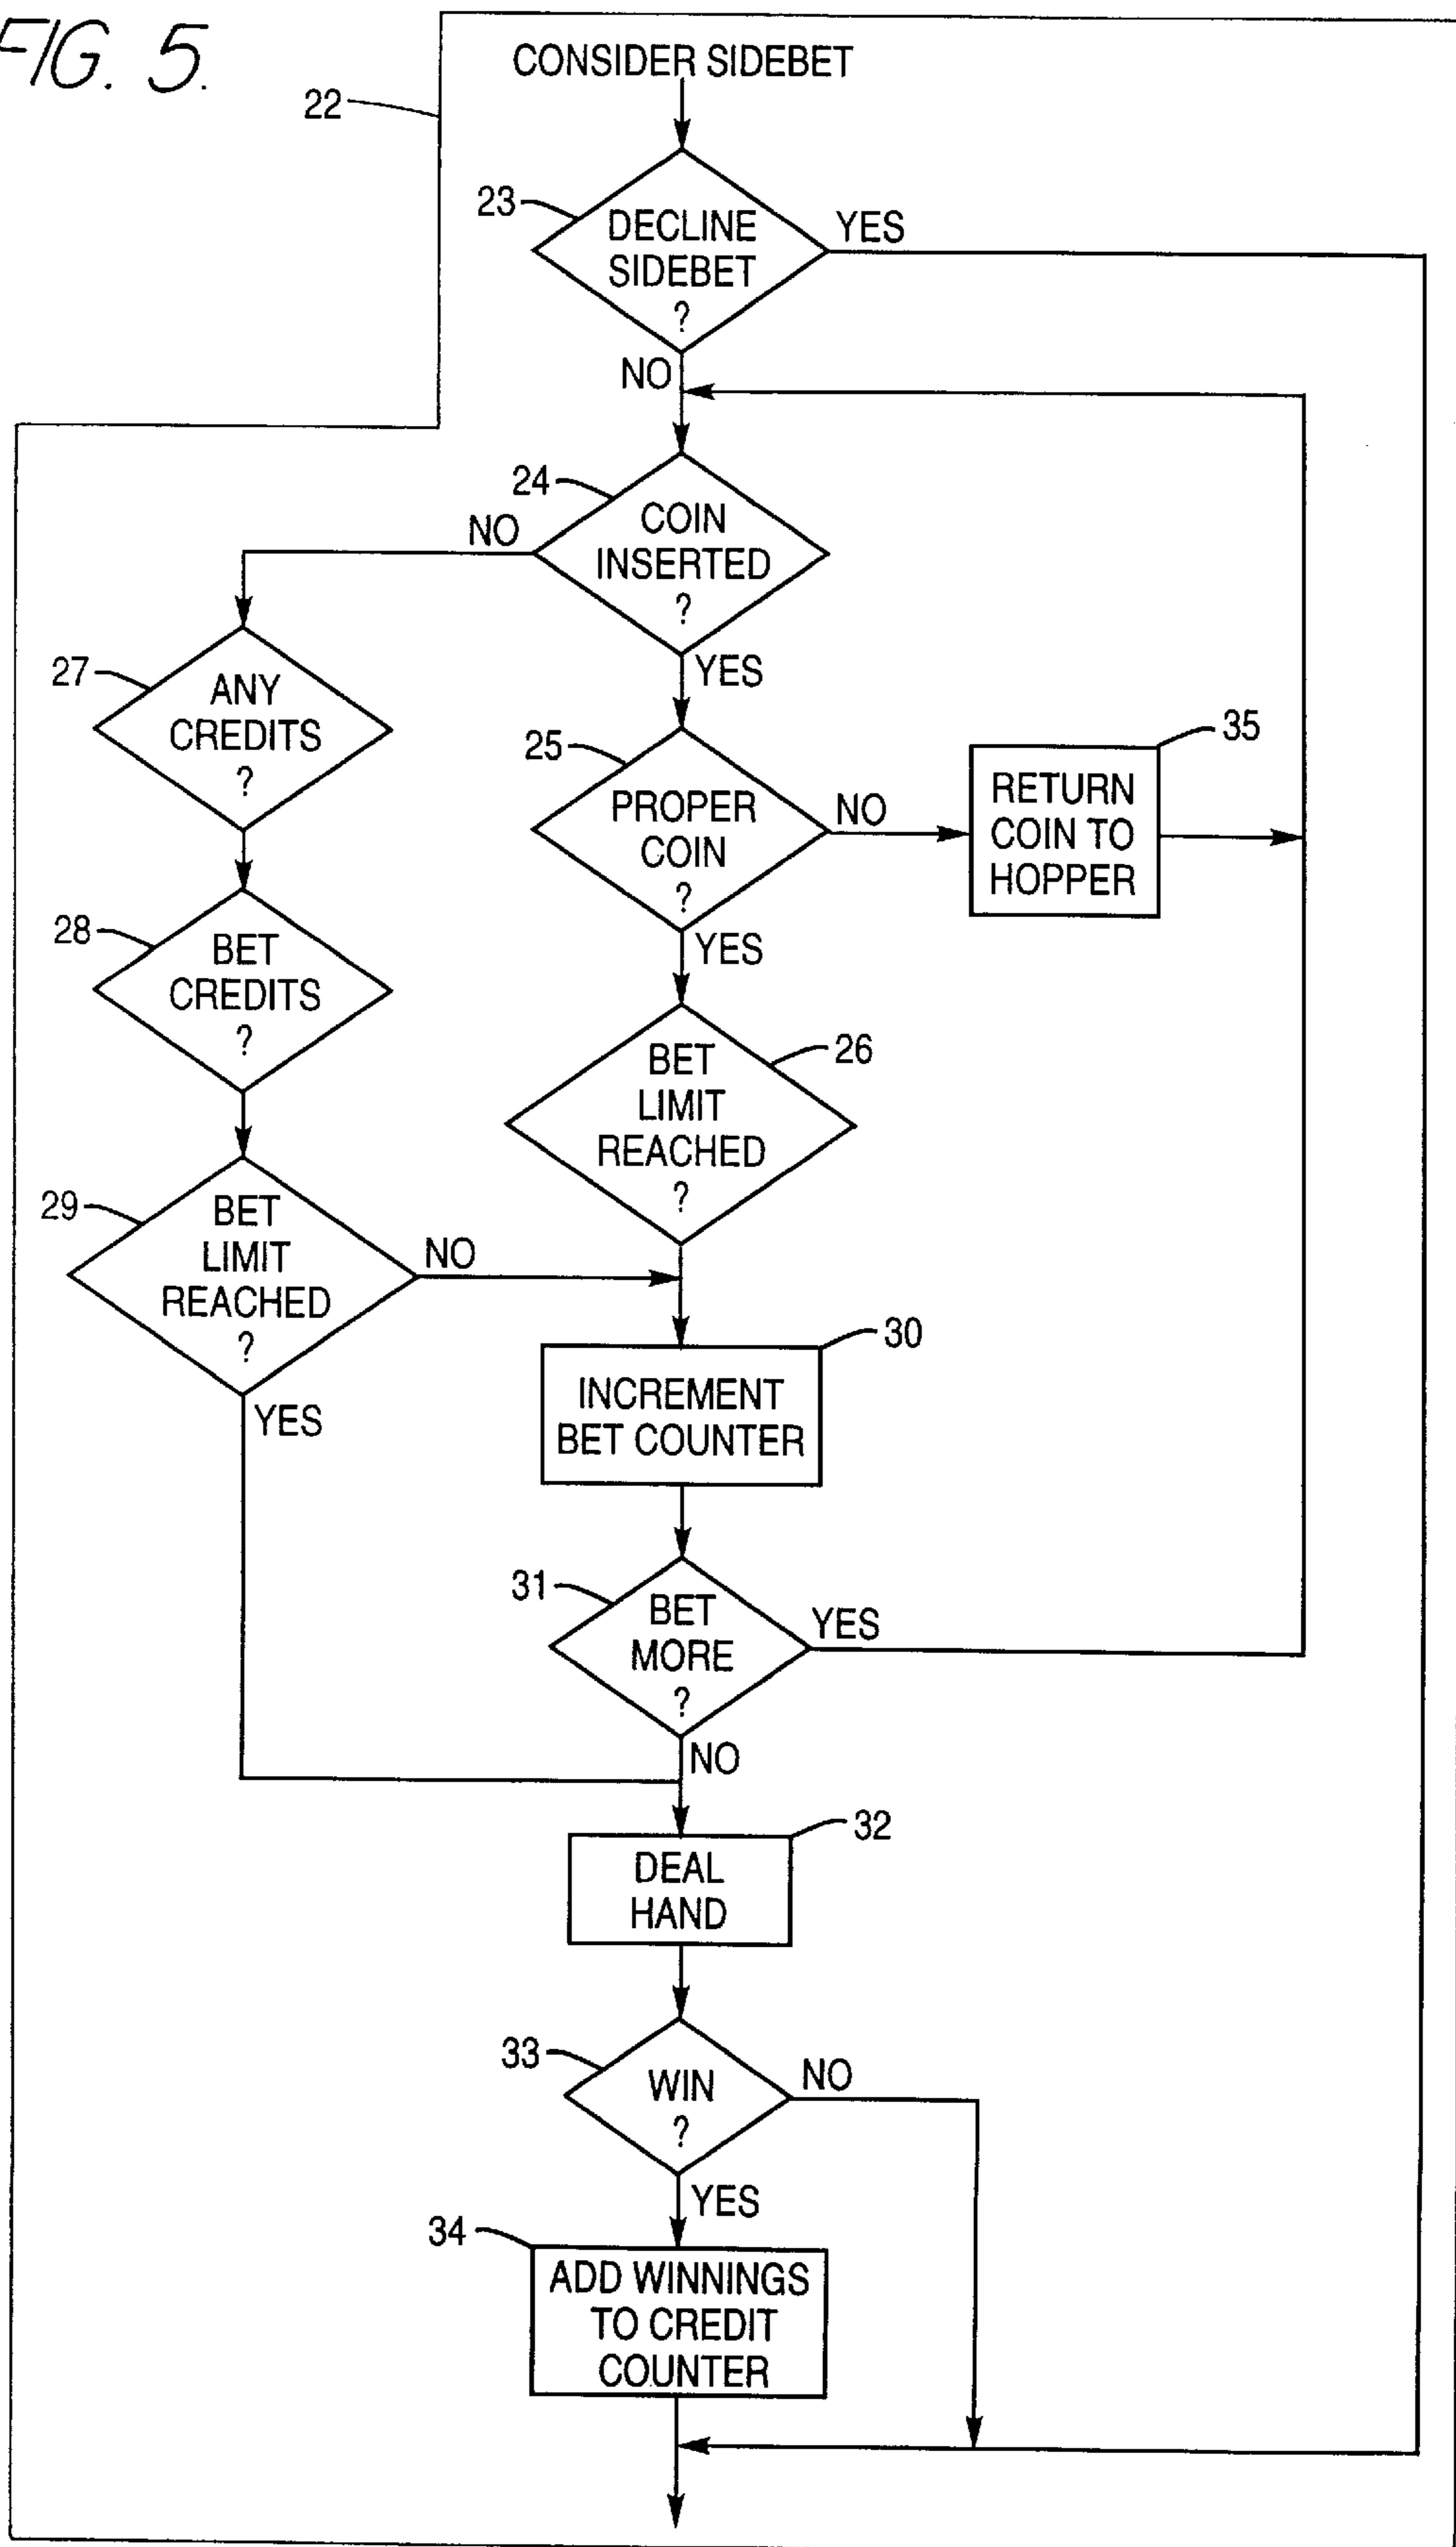 FIG. 5.
CONSIDER SIDEBET
22
23
DECLINE
SIDEBET
?
YES
NO
24
COIN
INSERTED
?
NO
YES
27
ANY
CREDITS
?
25
PROPER
COIN
?
NO
YES
35
RETURN
COIN TO
HOPPER
28
BET
CREDITS
?
26
BET
LIMIT
REACHED
?
29
BET
LIMIT
REACHED
?
NO
YES
30
INCREMENT
BET COUNTER
31
BET
MORE
?
YES
NO
32
DEAL
HAND
33
WIN
?
NO
YES
34
ADD WINNINGS
TO CREDIT
COUNTER